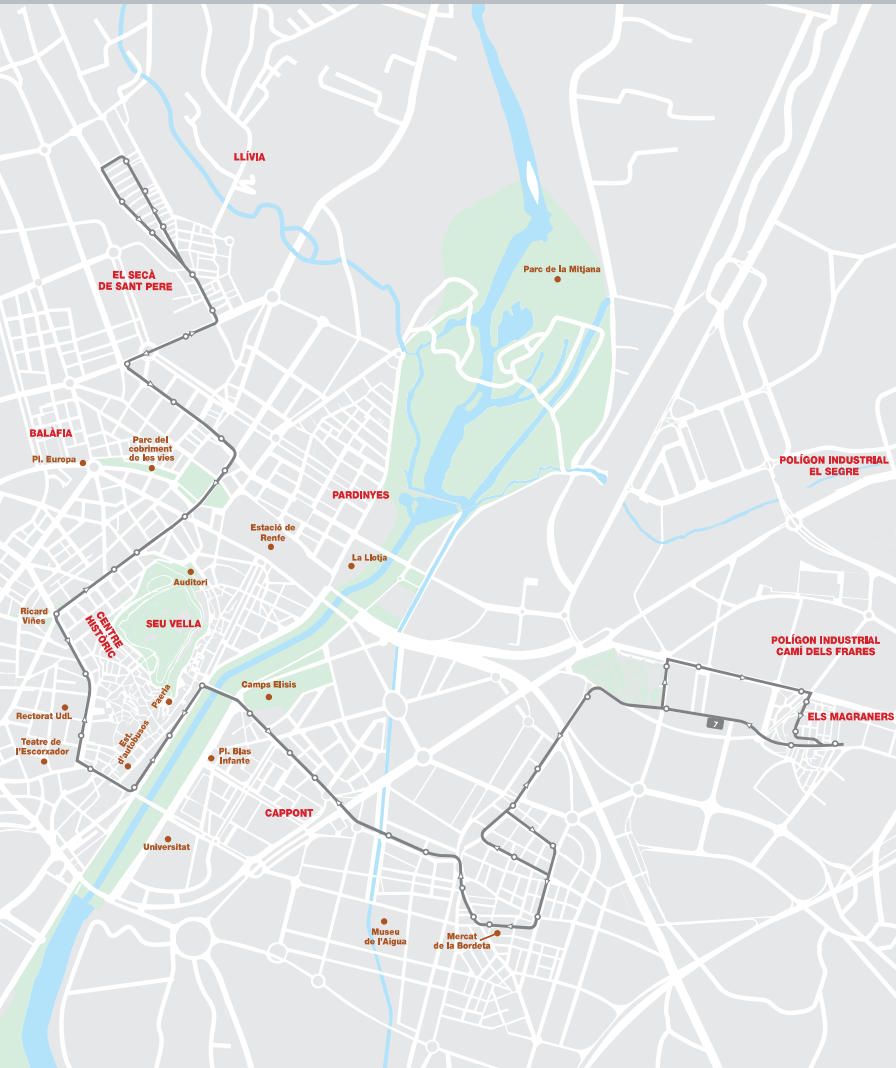 LLÍVIA
Parc de la Mitjana
EL SECÀ
DE SANT PERE
BALÀFIA
Pl. Europa
Parc del
cobriment
de les vies
POLÍGON INDUSTRIAL
EL SEGRE
PARDINYES
Estació de
Renfe
La Llotja
Auditori
Ricard
Viñes
CENTRE
HISTÒRIC
SEU VELLA
POLÍGON INDUSTRIAL
CAMÍ DELS FRARES
Camps Elisis
Paeria
Rectorat UdL
ELS MAGRANERS
7
Est.
d'autobusos
Teatre de
l'Escorxador
Pl. Blas
Infante
CAPPONT
Universitat
Museu
de l'Aigua
Mercat
de la Bordeta